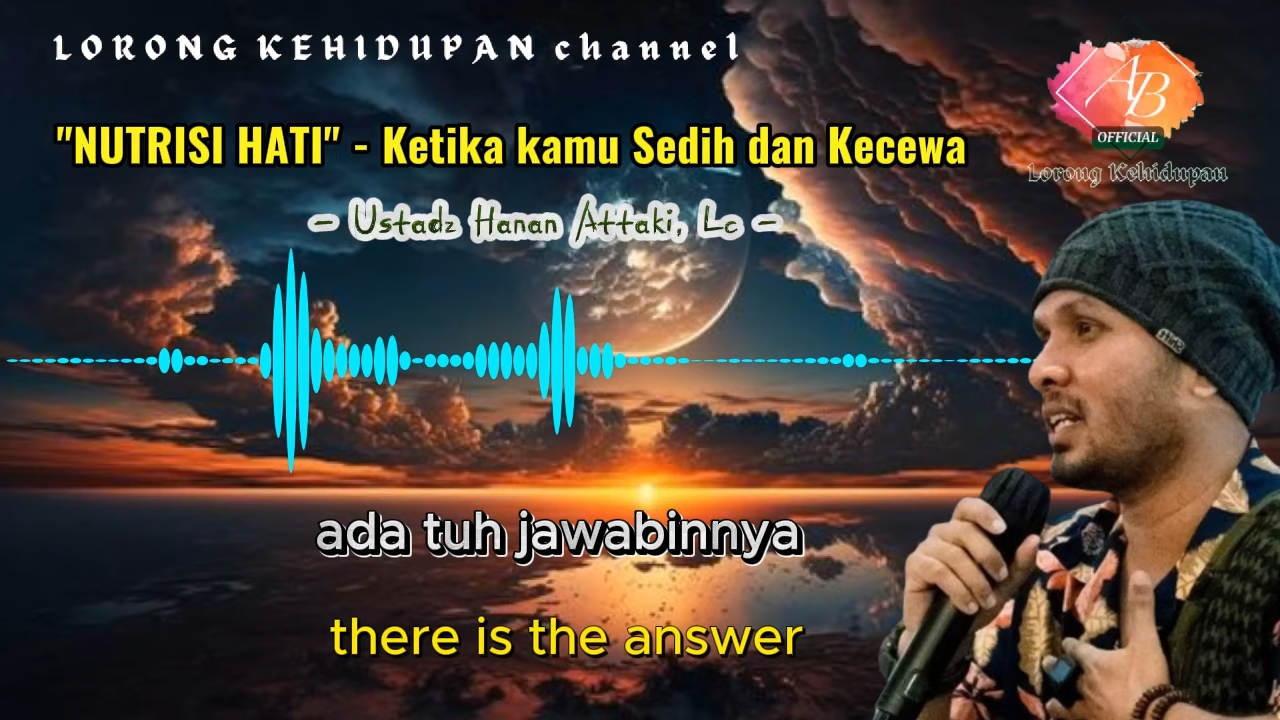 LORONG KEHIDUPAN channel
AB
OFFICIAL
Lorong Kehidupan
"NUTRISI HATI" - Ketika kamu Sedih dan Kecewa
- Ustadz Hanan Attaki, Lc -
ada tuh jawabinnya
there is the answer